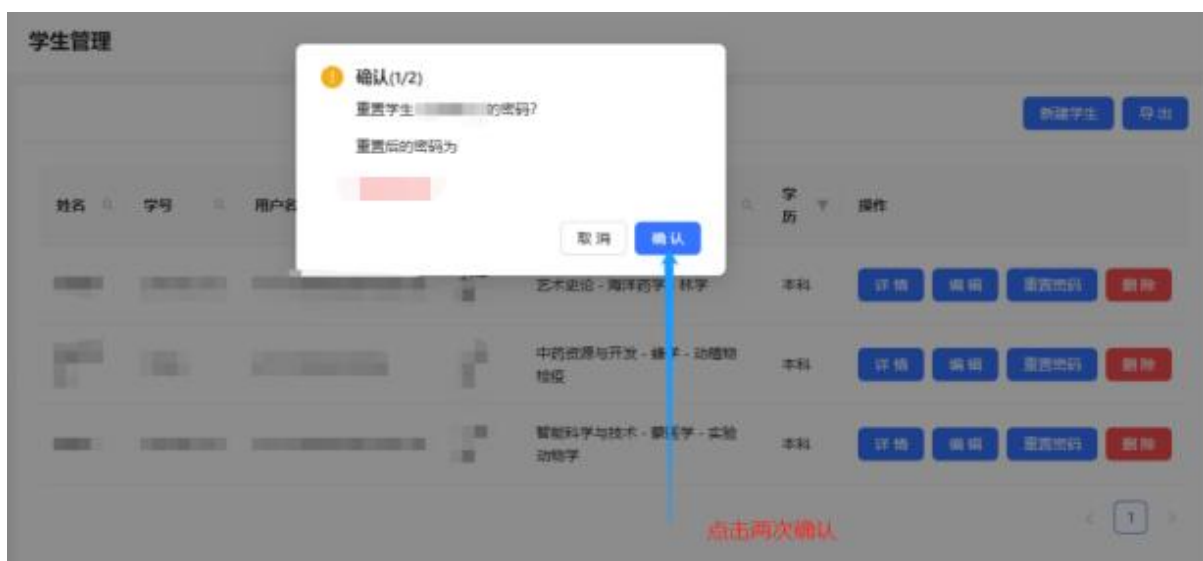 学生管理
确认(1/2)
重置学生 的密码?
重置后的密码为
取 消 确 认
新建学生 导 出
姓名 学号 用户名 学历 操作
艺术史论 - 海洋药学 - 林学 本科 详 情 编 辑 重置密码 删 除
中药资源与开发 - 蜂学 - 动植物
检疫 本科 详 情 编 辑 重置密码 删 除
智能科学与技术 - 蒙药学 - 实验
动物学 本科 详 情 编 辑 重置密码 删 除
点击两次确认
< 1 >